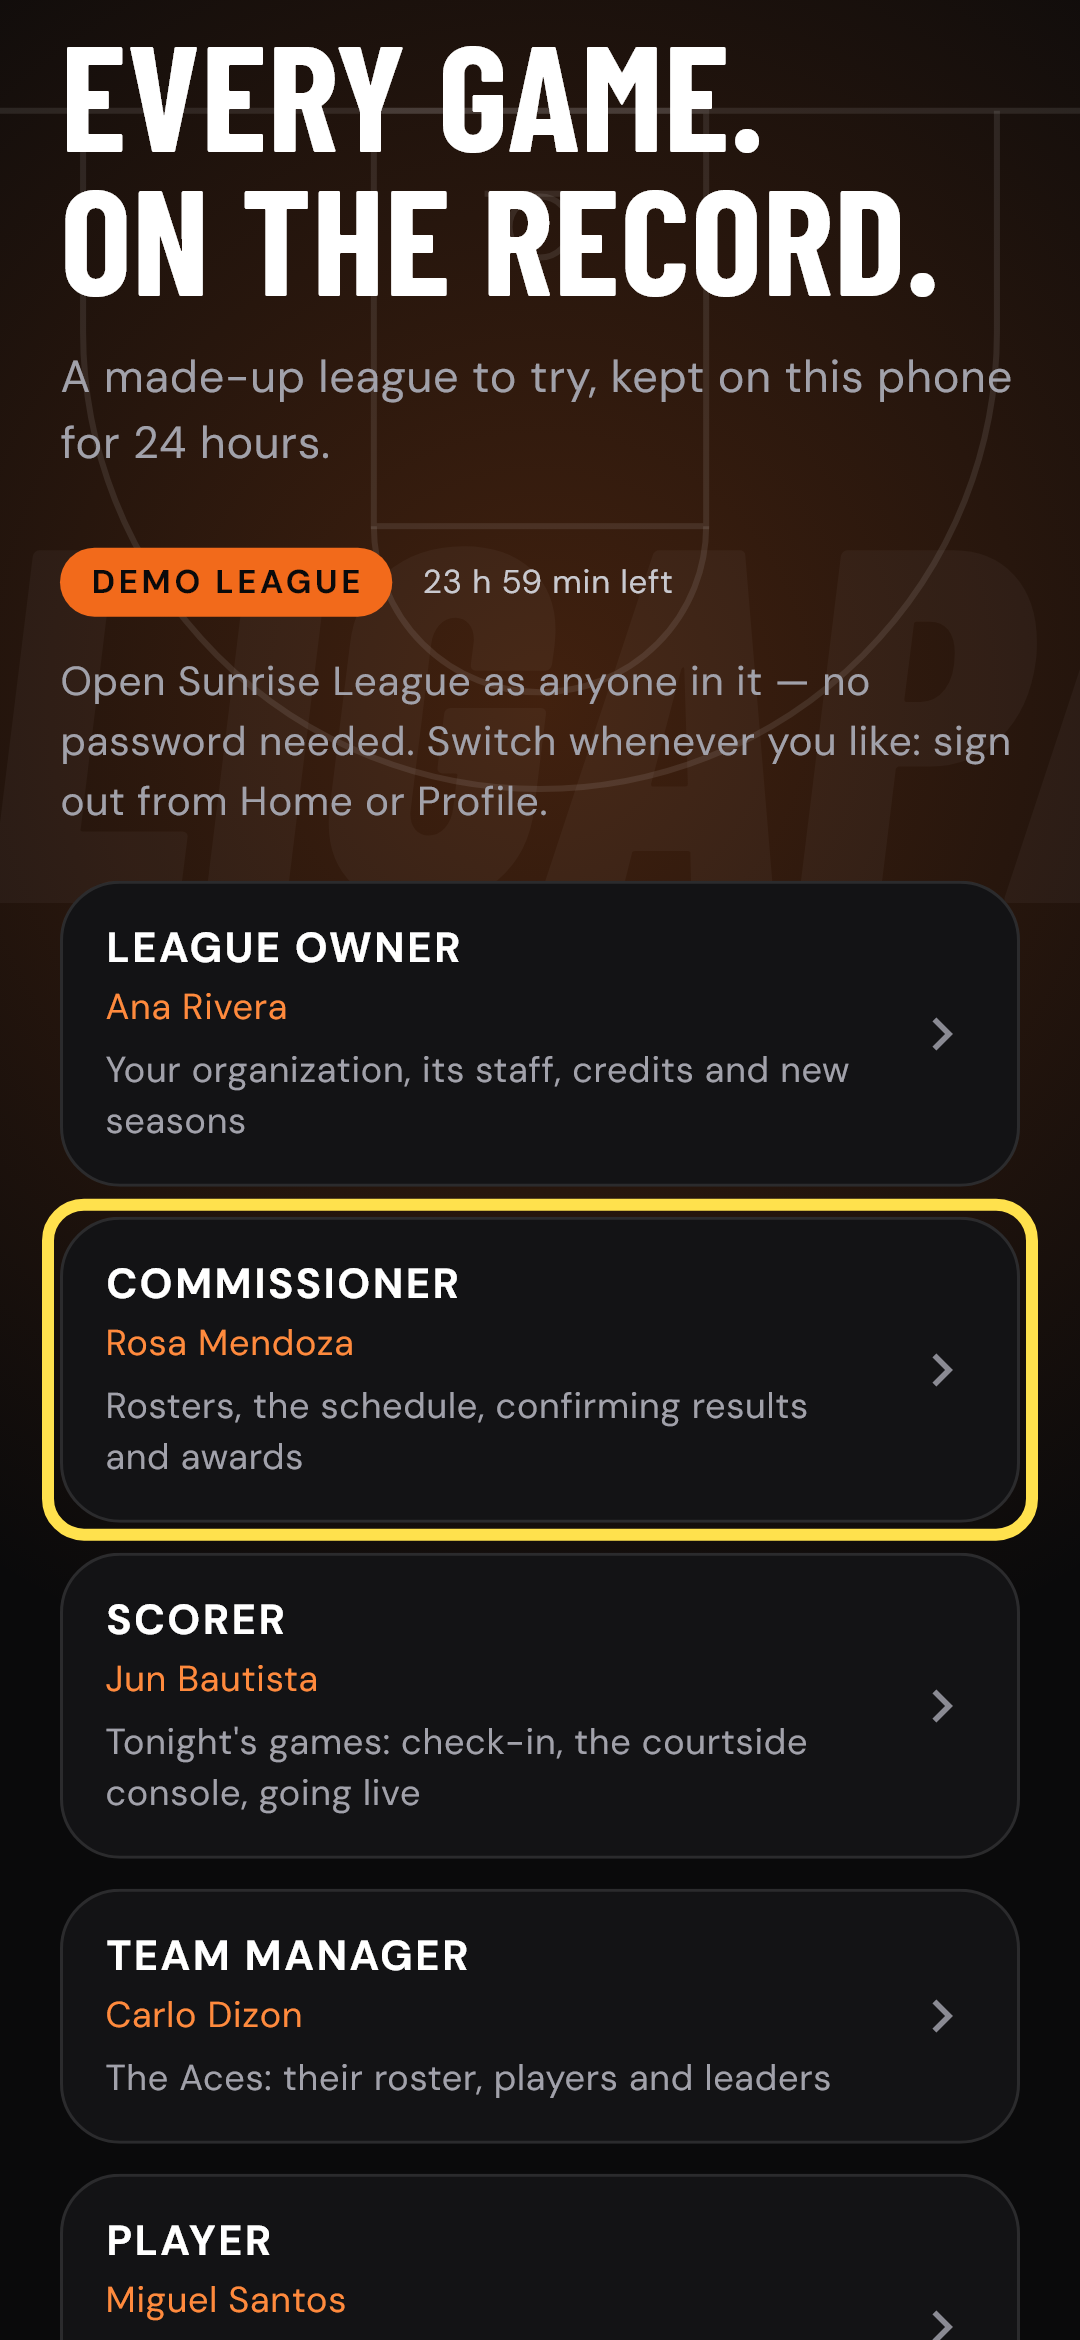 EVERY GAME.
ON THE RECORD.
A made-up league to try, kept on this phone
for 24 hours.
DEMO LEAGUE
23 h 59 min left
Open Sunrise League as anyone in it — no
password needed. Switch whenever you like: sign
out from Home or Profile.
LEAGUE OWNER
Ana Rivera
Your organization, its staff, credits and new
seasons
COMMISSIONER
Rosa Mendoza
Rosters, the schedule, confirming results
and awards
SCORER
Jun Bautista
Tonight's games: check-in, the courtside
console, going live
TEAM MANAGER
Carlo Dizon
The Aces: their roster, players and leaders
PLAYER
Miguel Santos